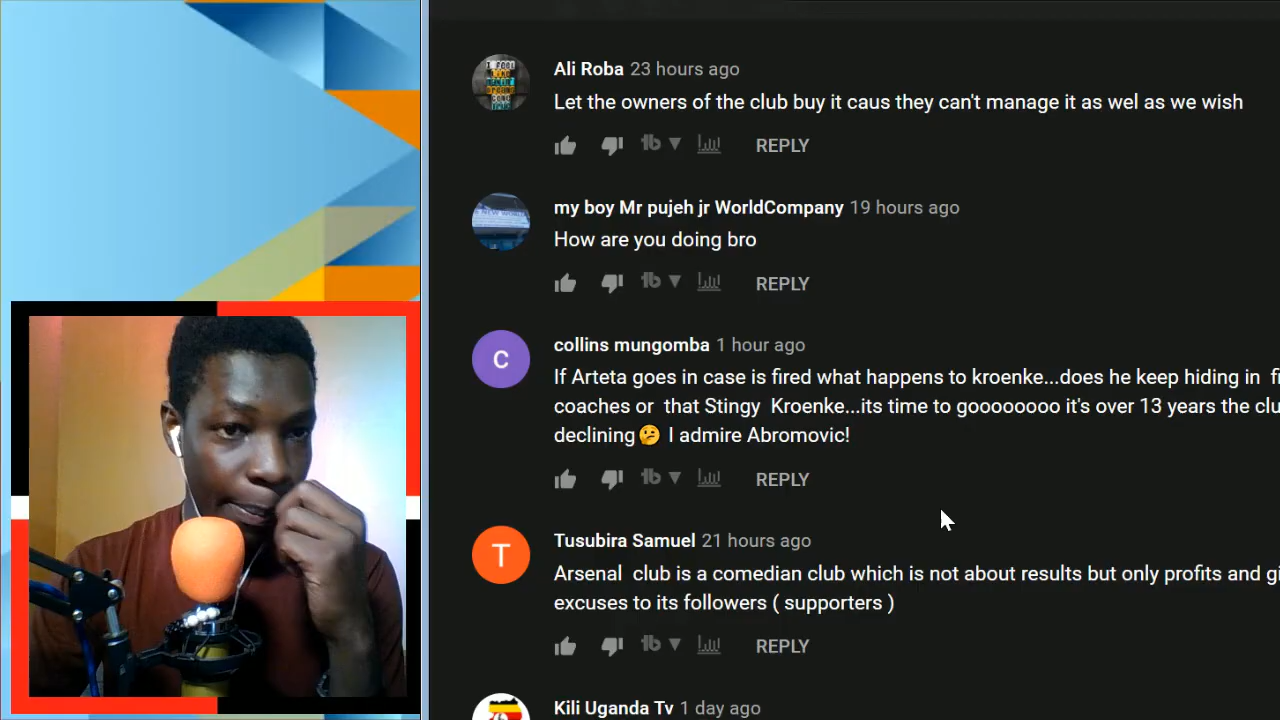 Ali Roba 23 hours ago
Let the owners of the club buy it caus they can't manage it as wel as we wish
REPLY
my boy Mr pujeh jr WorldCompany 19 hours ago
How are you doing bro
REPLY
C
collins mungomba 1 hour ago
If Arteta goes in case is fired what happens to kroenke...does he keep hiding in
coaches or that Stingy Kroenke...its time to goooooooo it's over 13 years the
declining🤔 I admire Abromovic!
REPLY
T
Tusubira Samuel 21 hours ago
Arsenal club is a comedian club which is not about results but only profits and
excuses to its followers ( supporters )
REPLY
Kili Uganda Tv 1 day ago